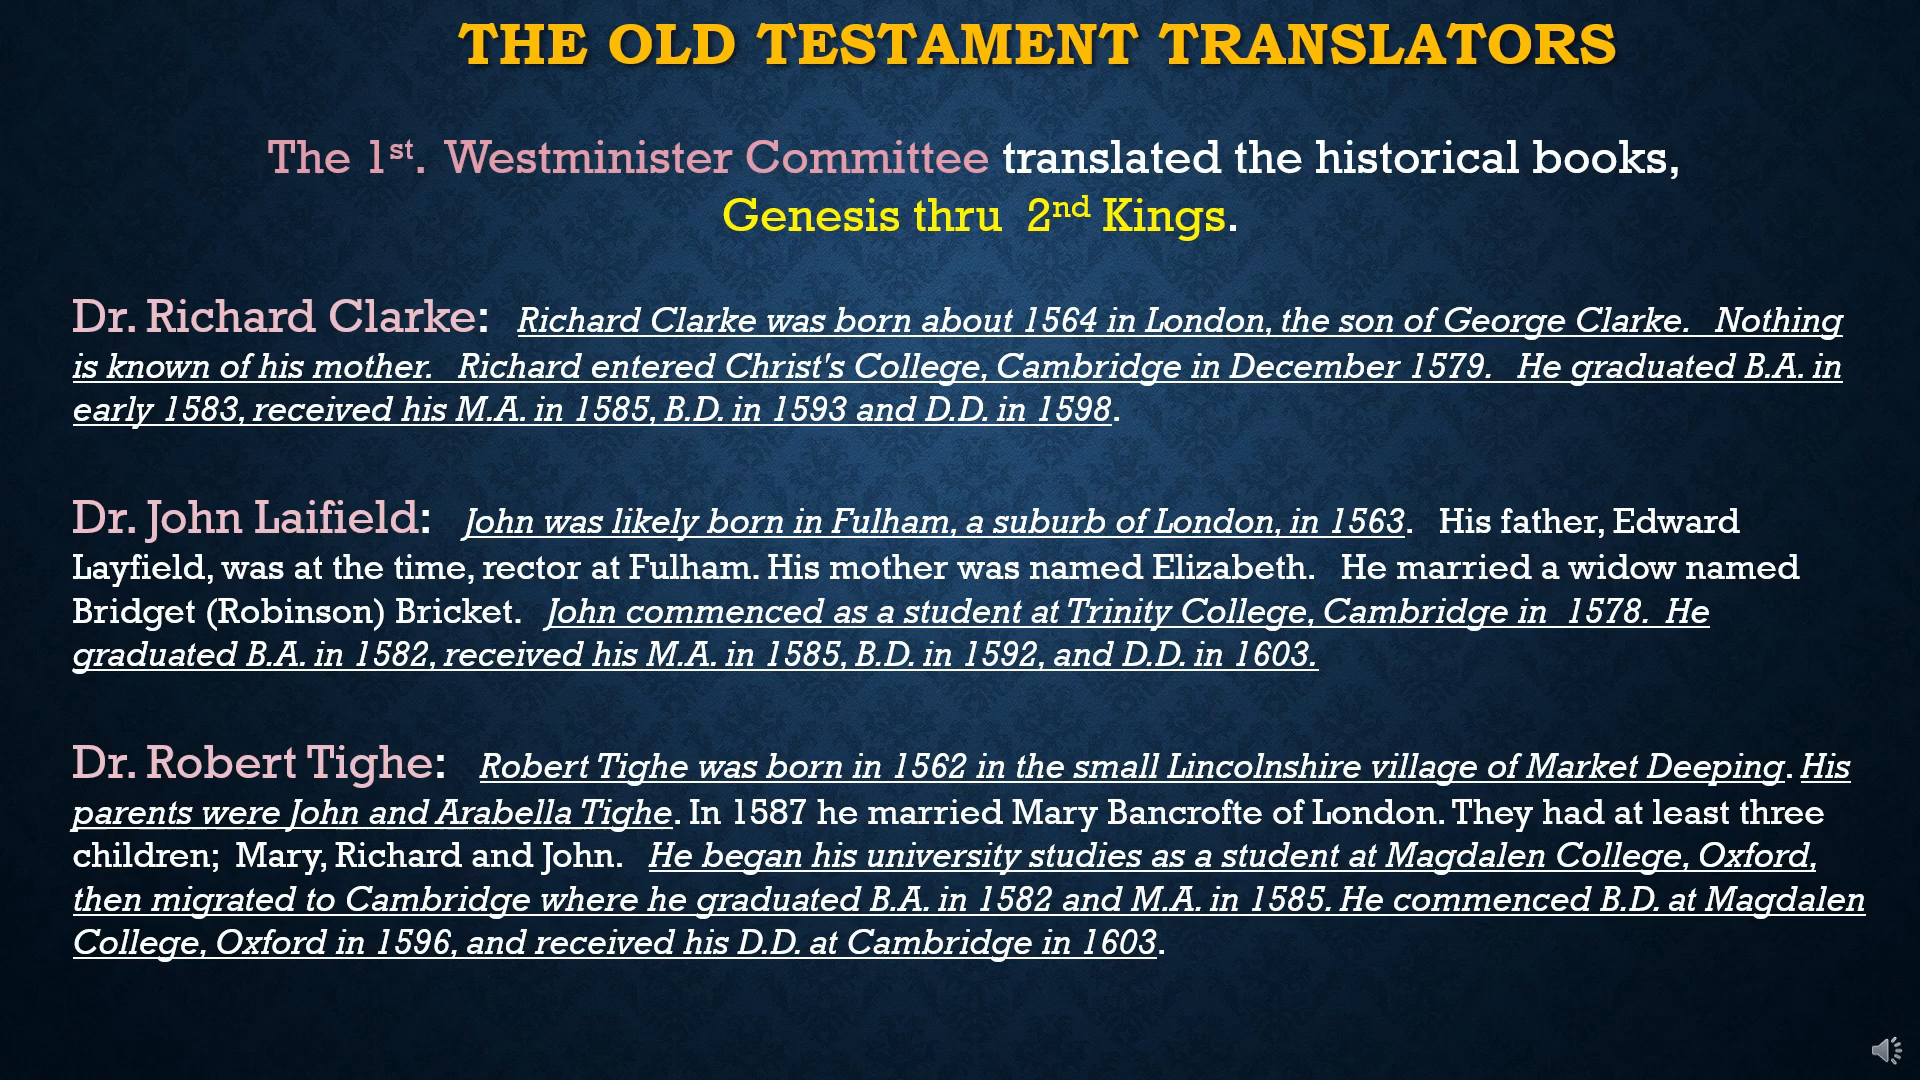 THE OLD TESTAMENT TRANSLATORS
The 1st. Westminister Committee translated the historical books,
Genesis thru 2nd Kings.
Dr. Richard Clarke: Richard Clarke was born about 1564 in London, the son of George Clarke. Nothing
is known of his mother. Richard entered Christ's College, Cambridge in December 1579. He graduated B.A. in
early 1583, received his M.A. in 1585, B.D. in 1593 and D.D. in 1598.
Dr. John Laifield: John was likely born in Fulham, a suburb of London, in 1563. His father, Edward
Layfield, was at the time, rector at Fulham. His mother was named Elizabeth. He married a widow named
Bridget (Robinson) Bricket. John commenced as a student at Trinity College, Cambridge in 1578. He
graduated B.A. in 1582, received his M.A. in 1585, B.D. in 1592, and D.D. in 1603.
Dr. Robert Tighe: Robert Tighe was born in 1562 in the small Lincolnshire village of Market Deeping. His
parents were John and Arabella Tighe. In 1587 he married Mary Bancrofte of London. They had at least three
children; Mary, Richard and John. He began his university studies as a student at Magdalen College, Oxford,
then migrated to Cambridge where he graduated B.A. in 1582 and M.A. in 1585. He commenced B.D. at Magdalen
College, Oxford in 1596, and received his D.D. at Cambridge in 1603.